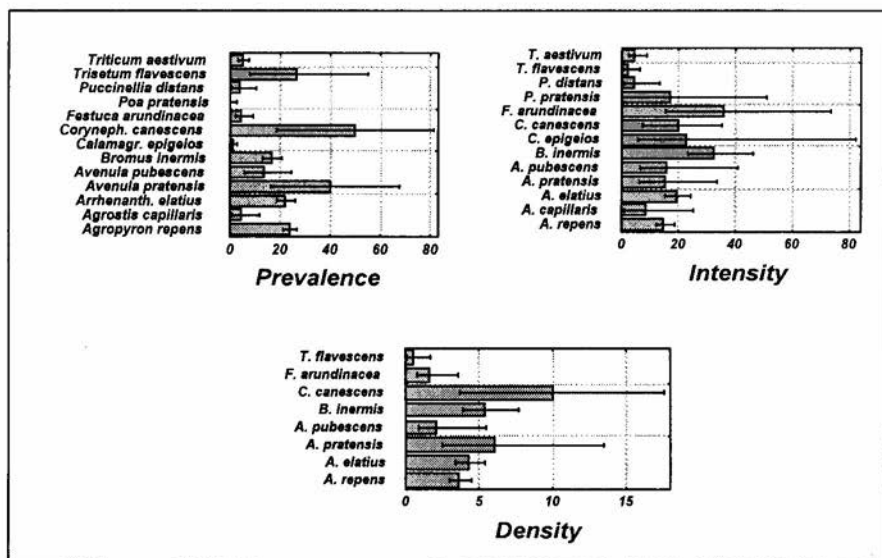 Triticum aestivum
Trisetum flavescens
Puccinellia distans
Poa pratensis
Festuca arundinacea
Coryneph. canescens
Calamagr. epigeios
Bromus inermis
Avenula pubescens
Avenula pratensis
Arrhenanth. elatius
Agrostis capillaris
Agropyron repens
0 20 40 60 80
Prevalence
T. aestivum
T. flavescens
P. distans
P. pratensis
F. arundinacea
C. canescens
C. epigeios
B. inermis
A. pubescens
A. pratensis
A. elatius
A. capillaris
A. repens
0 20 40 60 80
Intensity
T. flavescens
F. arundinacea
C. canescens
B. inermis
A. pubescens
A. pratensis
A. elatius
A. repens
0 5 10 15
Density